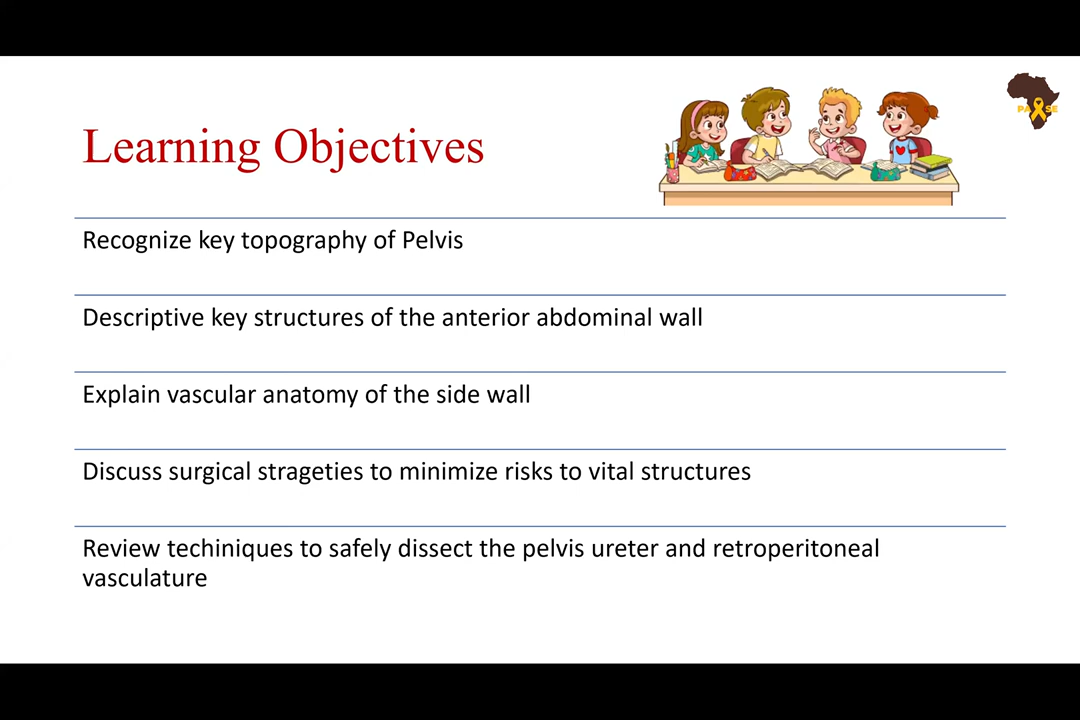 Learning Objectives
Recognize key topography of Pelvis
Descriptive key structures of the anterior abdominal wall
Explain vascular anatomy of the side wall
Discuss surgical strageties to minimize risks to vital structures
Review techiniques to safely dissect the pelvis ureter and retroperitoneal
vasculature